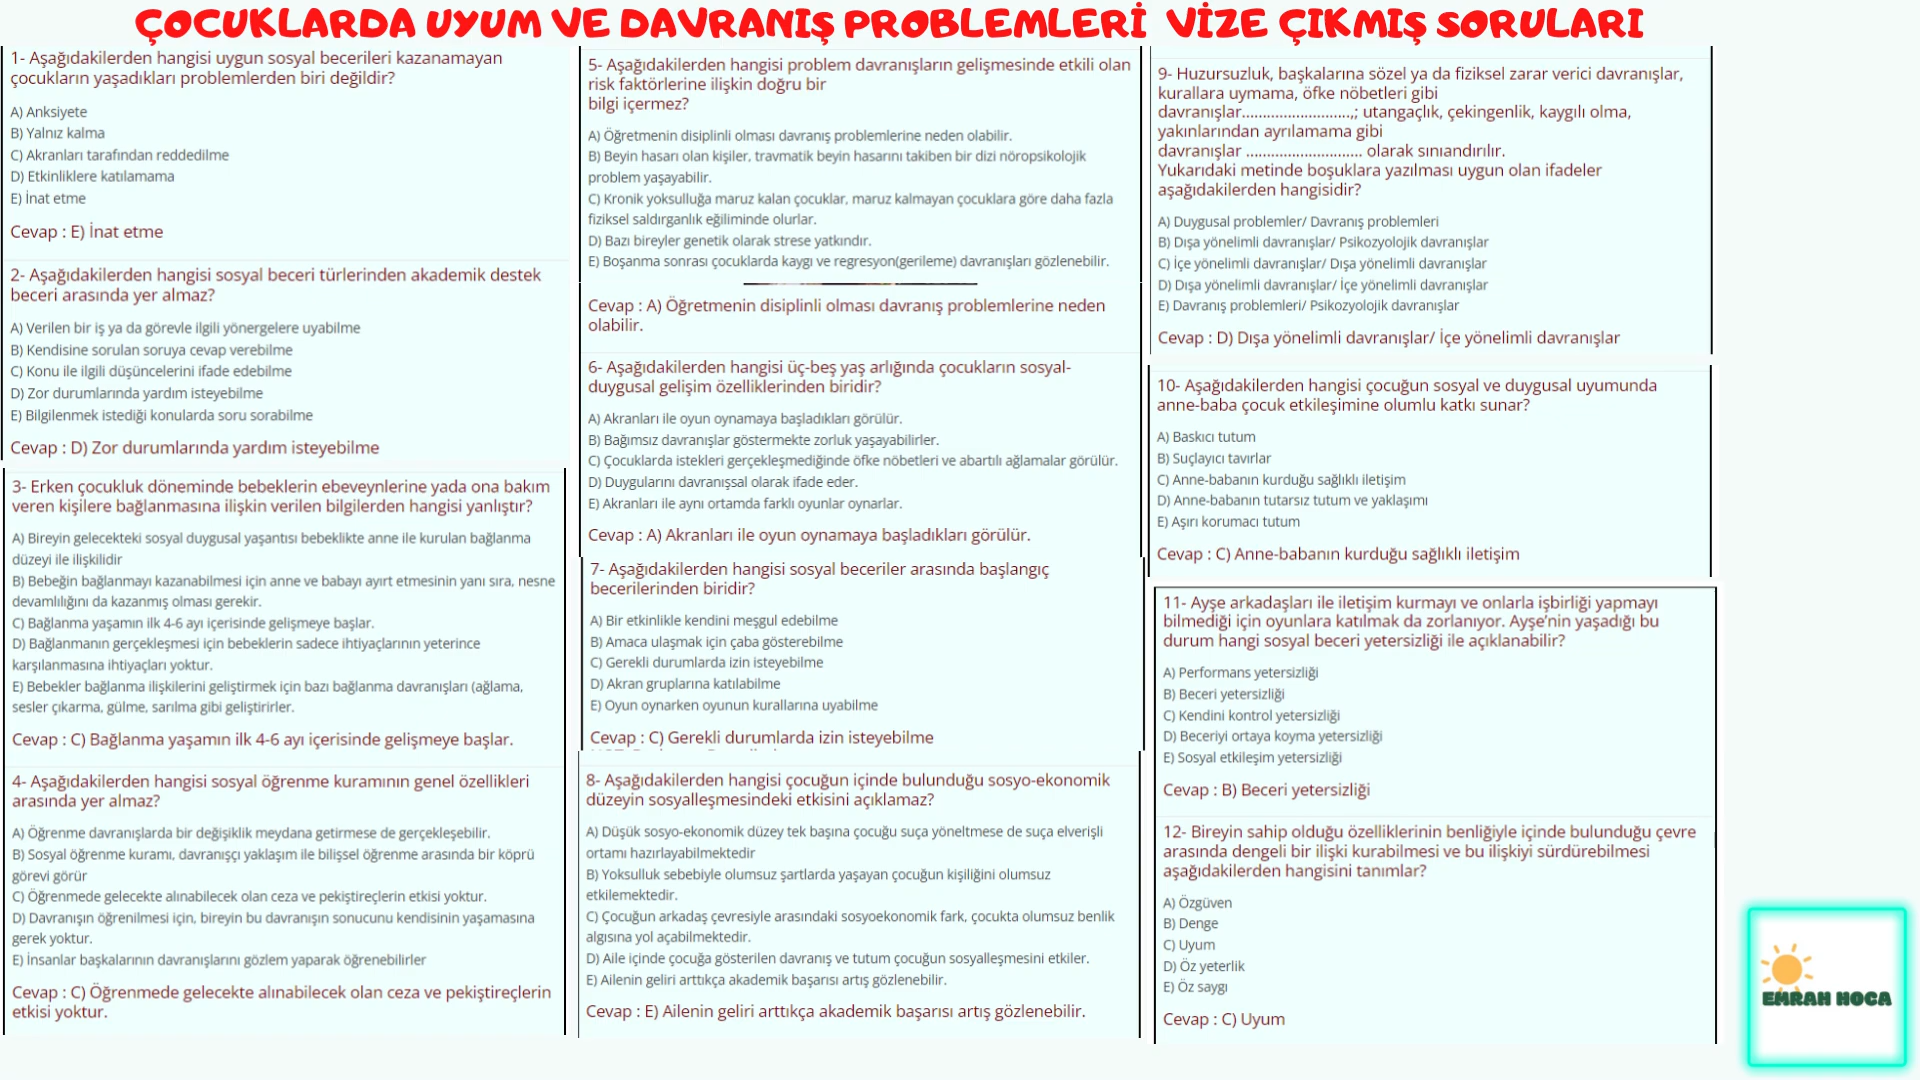 ÇOCUKLARDA UYUM VE DAVRANIŞ PROBLEMLERİ VİZE ÇIKMIŞ SORULARI
1- Aşağıdakilerden hangisi uygun sosyal becerileri kazanamayan
çocukların yaşadıkları problemlerden biri değildir?
A) Anksiyete
B) Yalnız kalma
C) Akranları tarafından reddedilme
D) Etkinliklere katılamama
E) İnat etme
Cevap : E) İnat etme
2- Aşağıdakilerden hangisi sosyal beceri türlerinden akademik destek
beceri arasında yer almaz?
A) Verilen bir iş ya da görevle ilgili yönergelere uyabilme
B) Kendisine sorulan soruya cevap verebilme
C) Konu ile ilgili düşüncelerini ifade edebilme
D) Zor durumlarında yardım isteyebilme
E) Bilgilenmek istediği konularda soru sorabilme
Cevap : D) Zor durumlarında yardım isteyebilme
3- Erken çocukluk döneminde bebeklerin ebeveynlerine yada ona bakım
veren kişilere bağlanmasına ilişkin verilen bilgilerden hangisi yanlıştır?
A) Bireyin gelecekteki sosyal duygusal yaşantısı bebeklikte anne ile kurulan bağlanma
düzeyi ile ilişkilidir
B) Bebeğin bağlanmayı kazanabilmesi için anne ve babayı ayırt etmesinin yanı sıra, nesne
devamlılığını da kazanmış olması gerekir.
C) Bağlanma yaşamın ilk 4-6 ayı içerisinde gelişmeye başlar.
D) Bağlanmanın gerçekleşmesi için bebeklerin sadece ihtiyaçlarının yeterince
karşılanmasına ihtiyaçları yoktur.
E) Bebekler bağlanma ilişkilerini geliştirmek için bazı bağlanma davranışları (ağlama,
sesler çıkarma, gülme, sarılma gibi geliştirirler.
Cevap : C) Bağlanma yaşamın ilk 4-6 ayı içerisinde gelişmeye başlar.
4- Aşağıdakilerden hangisi sosyal öğrenme kuramının genel özellikleri
arasında yer almaz?
A) Öğrenme davranışlarda bir değişiklik meydana getirmese de gerçekleşebilir.
B) Sosyal öğrenme kuramı, davranışçı yaklaşım ile bilişsel öğrenme arasında bir köprü
görevi görür
C) Öğrenmede gelecekte alınabilecek olan ceza ve pekiştireçlerin etkisi yoktur.
D) Davranışın öğrenilmesi için, bireyin bu davranışın sonucunu kendisinin yaşamasına
gerek yoktur.
E) İnsanlar başkalarının davranışlarını gözlem yaparak öğrenebilirler
Cevap : C) Öğrenmede gelecekte alınabilecek olan ceza ve pekiştireçlerin
etkisi yoktur.
5- Aşağıdakilerden hangisi problem davranışların gelişmesinde etkili olan
risk faktörlerine ilişkin doğru bir
bilgi içermez?
A) Öğretmenin disiplinli olması davranış problemlerine neden olabilir.
B) Beyin hasarı olan kişiler, travmatik beyin hasarını takiben bir dizi nöropsikolojik
problem yaşayabilir.
C) Kronik yoksulluğa maruz kalan çocuklar, maruz kalmayan çocuklara göre daha fazla
fiziksel saldırganlık eğiliminde olurlar.
D) Bazı bireyler genetik olarak strese yatkındır.
E) Boşanma sonrası çocuklarda kaygı ve regresyon(gerileme) davranışları gözlenebilir.
Cevap : A) Öğretmenin disiplinli olması davranış problemlerine neden
olabilir.
6- Aşağıdakilerden hangisi üç-beş yaş arlığında çocukların sosyal-
duygusal gelişim özelliklerinden biridir?
A) Akranları ile oyun oynamaya başladıkları görülür.
B) Bağımsız davranışlar göstermekte zorluk yaşayabilirler.
C) Çocuklarda istekleri gerçekleşmediğinde öfke nöbetleri ve abartılı ağlamalar görülür.
D) Duygularını davranışsal olarak ifade eder.
E) Akranları ile aynı ortamda farklı oyunlar oynarlar.
Cevap : A) Akranları ile oyun oynamaya başladıkları görülür.
7- Aşağıdakilerden hangisi sosyal beceriler arasında başlangıç
becerilerinden biridir?
A) Bir etkinlikle kendini meşgul edebilme
B) Amaca ulaşmak için çaba gösterebilme
C) Gerekli durumlarda izin isteyebilme
D) Akran gruplarına katılabilme
E) Oyun oynarken oyunun kurallarına uyabilme
Cevap : C) Gerekli durumlarda izin isteyebilme
8- Aşağıdakilerden hangisi çocuğun içinde bulunduğu sosyo-ekonomik
düzeyin sosyalleşmesindeki etkisini açıklamaz?
A) Düşük sosyo-ekonomik düzey tek başına çocuğu suça yöneltmese de suça elverişli
ortamı hazırlayabilmektedir
B) Yoksulluk sebebiyle olumsuz şartlarda yaşayan çocuğun kişiliğini olumsuz
etkilemektedir.
C) Çocuğun arkadaş çevresiyle arasındaki sosyoekonomik fark, çocukta olumsuz benlik
algısına yol açabilmektedir.
D) Aile içinde çocuğa gösterilen davranış ve tutum çocuğun sosyalleşmesini etkiler.
E) Ailenin geliri arttıkça akademik başarısı artış gözlenebilir.
Cevap : E) Ailenin geliri arttıkça akademik başarısı artış gözlenebilir.
9- Huzursuzluk, başkalarına sözel ya da fiziksel zarar verici davranışlar,
kurallara uymama, öfke nöbetleri gibi
davranışlar..........................,; utangaçlık, çekingenlik, kaygılı olma,
yakınlarından ayrılamama gibi
davranışlar ............................ olarak sınıandırılır.
Yukarıdaki metinde boşuklara yazılması uygun olan ifadeler
aşağıdakilerden hangisidir?
A) Duygusal problemler/ Davranış problemleri
B) Dışa yönelimli davranışlar/ Psikozyolojik davranışlar
C) İçe yönelimli davranışlar/ Dışa yönelimli davranışlar
D) Dışa yönelimli davranışlar/ İçe yönelimli davranışlar
E) Davranış problemleri/ Psikozyolojik davranışlar
Cevap : D) Dışa yönelimli davranışlar/ İçe yönelimli davranışlar
10- Aşağıdakilerden hangisi çocuğun sosyal ve duygusal uyumunda
anne-baba çocuk etkileşimine olumlu katkı sunar?
A) Baskıcı tutum
B) Suçlayıcı tavırlar
C) Anne-babanın kurduğu sağlıklı iletişim
D) Anne-babanın tutarsız tutum ve yaklaşımı
E) Aşırı korumacı tutum
Cevap : C) Anne-babanın kurduğu sağlıklı iletişim
11- Ayşe arkadaşları ile iletişim kurmayı ve onlarla işbirliği yapmayı
bilmediği için oyunlara katılmak da zorlanıyor. Ayşe'nin yaşadığı bu
durum hangi sosyal beceri yetersizliği ile açıklanabilir?
A) Performans yetersizliği
B) Beceri yetersizliği
C) Kendini kontrol yetersizliği
D) Beceriyi ortaya koyma yetersizliği
E) Sosyal etkileşim yetersizliği
Cevap : B) Beceri yetersizliği
12- Bireyin sahip olduğu özelliklerinin benliğiyle içinde bulunduğu çevre
arasında dengeli bir ilişki kurabilmesi ve bu ilişkiyi sürdürebilmesi
aşağıdakilerden hangisini tanımlar?
A) Özgüven
B) Denge
C) Uyum
D) Öz yeterlik
E) Öz saygı
Cevap : C) Uyum
EMRAH HOCA